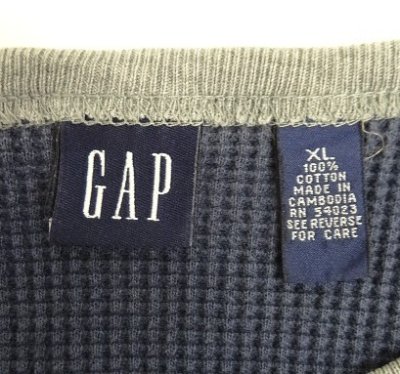 GAP
XL
100%
COTTON
MADE IN
CAMBODIA
RN 54023
SEE REVERSE
FOR CARE